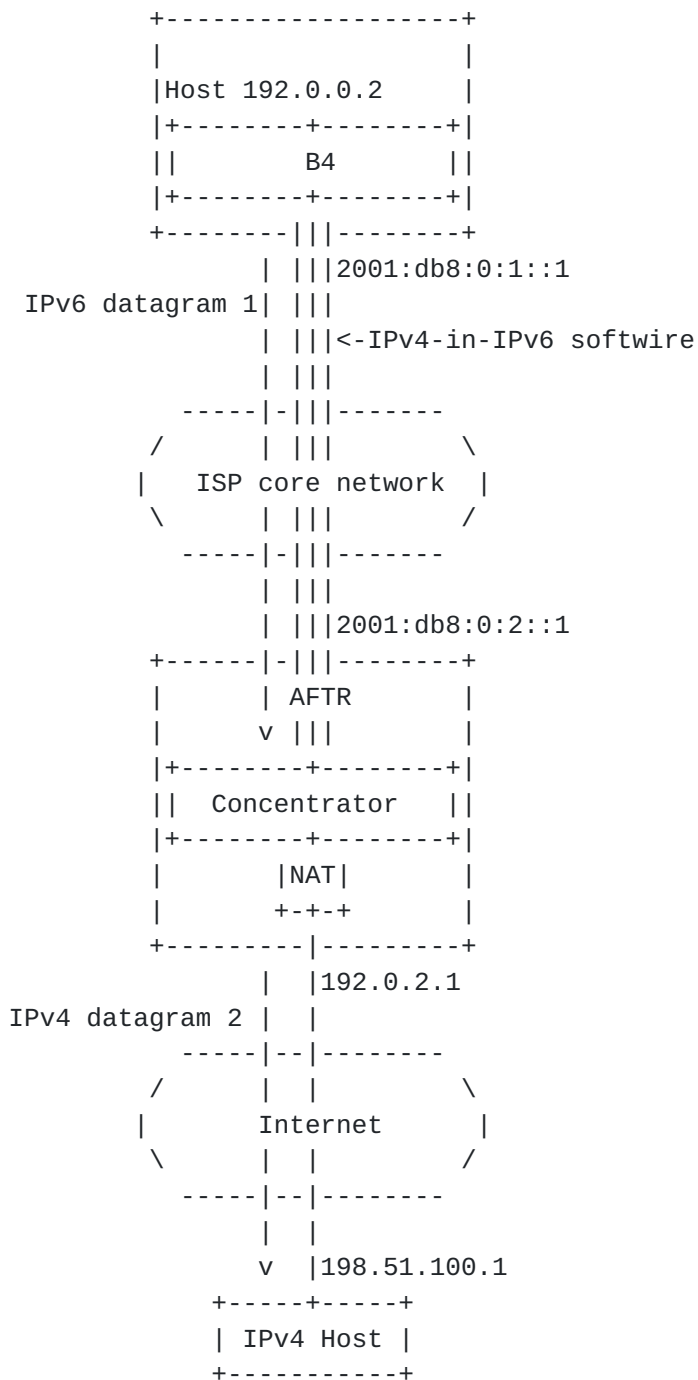 Host 192.0.0.2
B4
2001:db8:0:1::1
IPv6 datagram 1
<-IPv4-in-IPv6 softwire
ISP core network
2001:db8:0:2::1
AFTR
v
Concentrator
NAT
192.0.2.1
IPv4 datagram 2
Internet
v
198.51.100.1
IPv4 Host